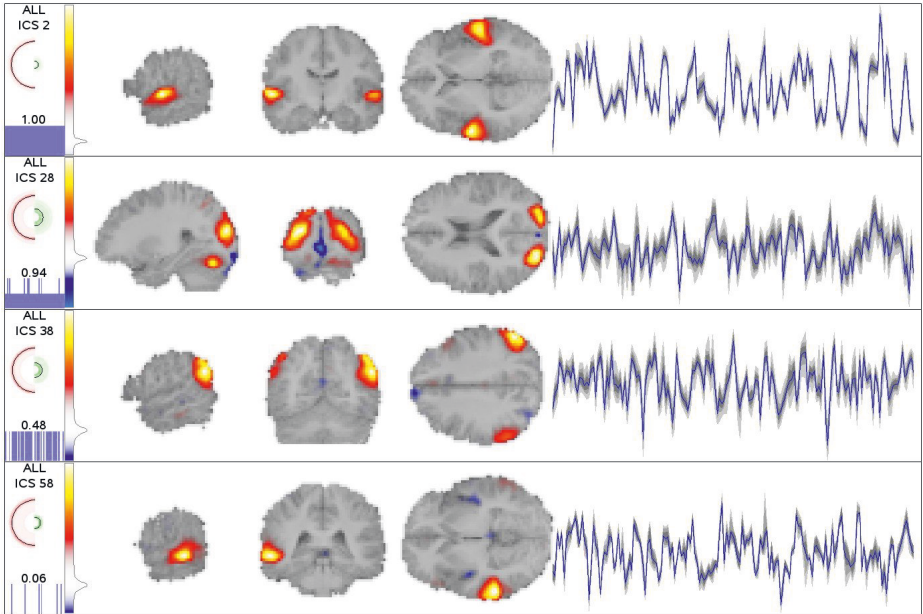 ALL
ICS 2
1.00
ALL
ICS 28
0.94
ALL
ICS 38
0.48
ALL
ICS 58
0.06